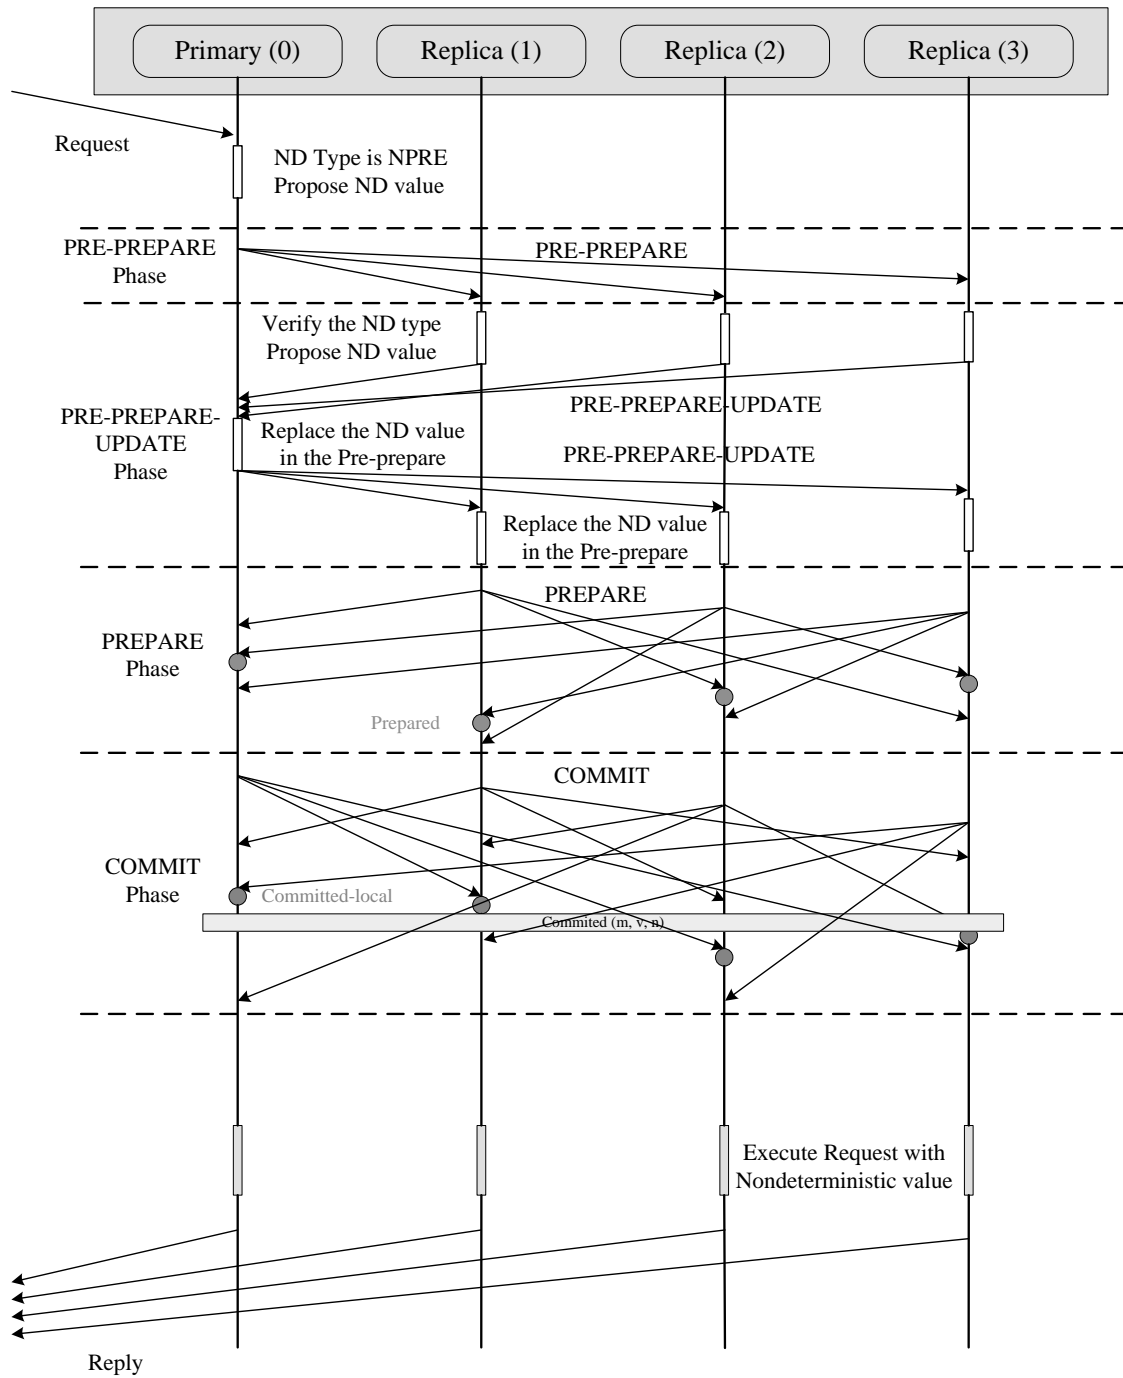 Primary (0)
Replica (1)
Replica (2)
Replica (3)
Request
ND Type is NPRE
Propose ND value
PRE-PREPARE
Phase
PRE-PREPARE
Verify the ND type
Propose ND value
PRE-PREPARE-UPDATE
PRE-PREPARE-
UPDATE
Phase
Replace the ND value
in the Pre-prepare
PRE-PREPARE-UPDATE
Replace the ND value
in the Pre-prepare
PREPARE
PREPARE
Phase
Prepared
COMMIT
COMMIT
Phase
Committed-local
Commited (m, v, n)
Execute Request with
Nondeterministic value
Reply